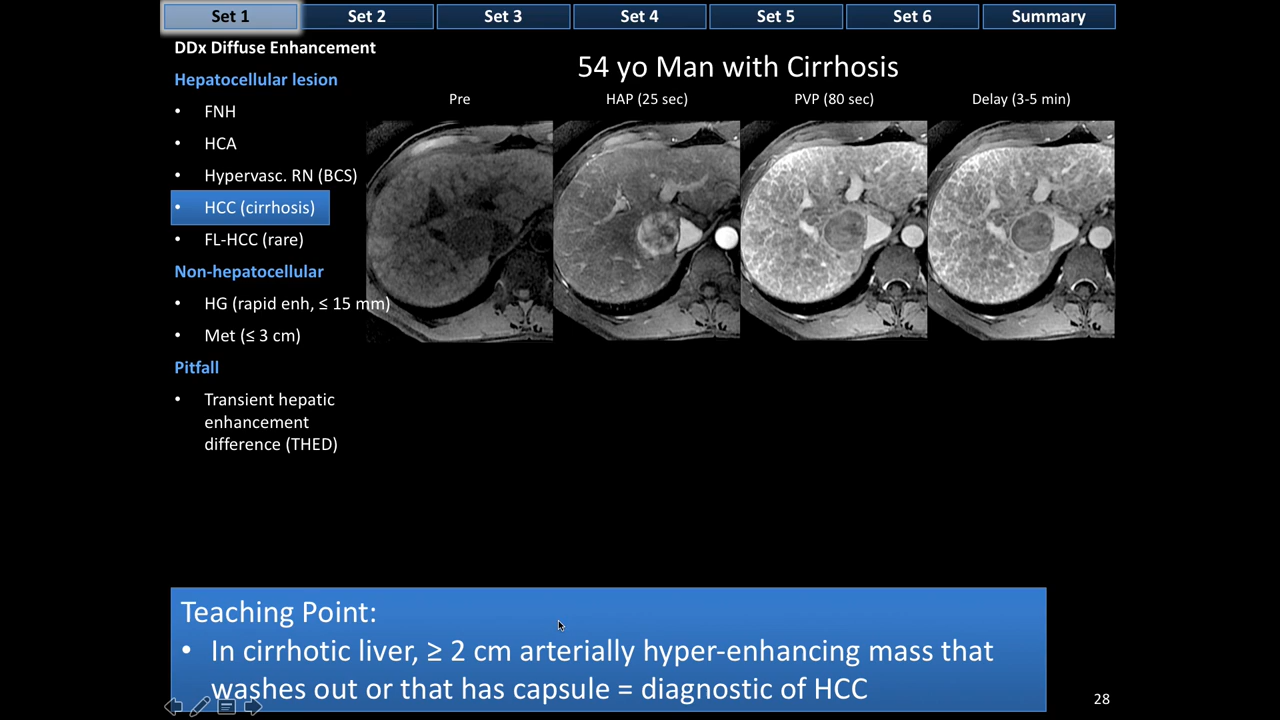 Set 1 Set 2 Set 3 Set 4 Set 5 Set 6 Summary
DDx Diffuse Enhancement
Hepatocellular lesion
• FNH
• HCA
• Hypervasc. RN (BCS)
• HCC (cirrhosis)
• FL-HCC (rare)
Non-hepatocellular
• HG (rapid enh, ≤ 15 mm)
• Met (≤ 3 cm)
Pitfall
• Transient hepatic
enhancement
difference (THED)
54 yo Man with Cirrhosis
Pre HAP (25 sec) PVP (80 sec) Delay (3-5 min)
Teaching Point:
• In cirrhotic liver, ≥ 2 cm arterially hyper-enhancing mass that
washes out or that has capsule = diagnostic of HCC
28